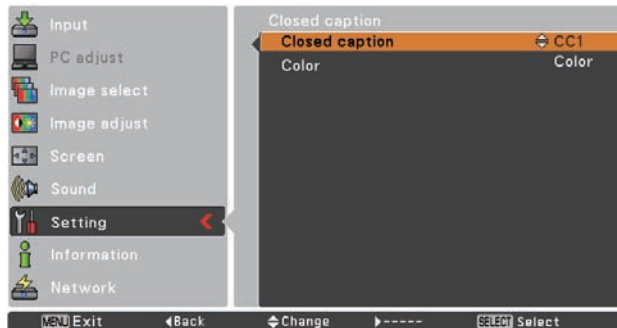 Input
PC adjust
Image select
Image adjust
Screen
Sound
Setting
Information
Network
Closed caption
Closed caption CC1
Color Color
MENU Exit Back Change ----- SELECT Select